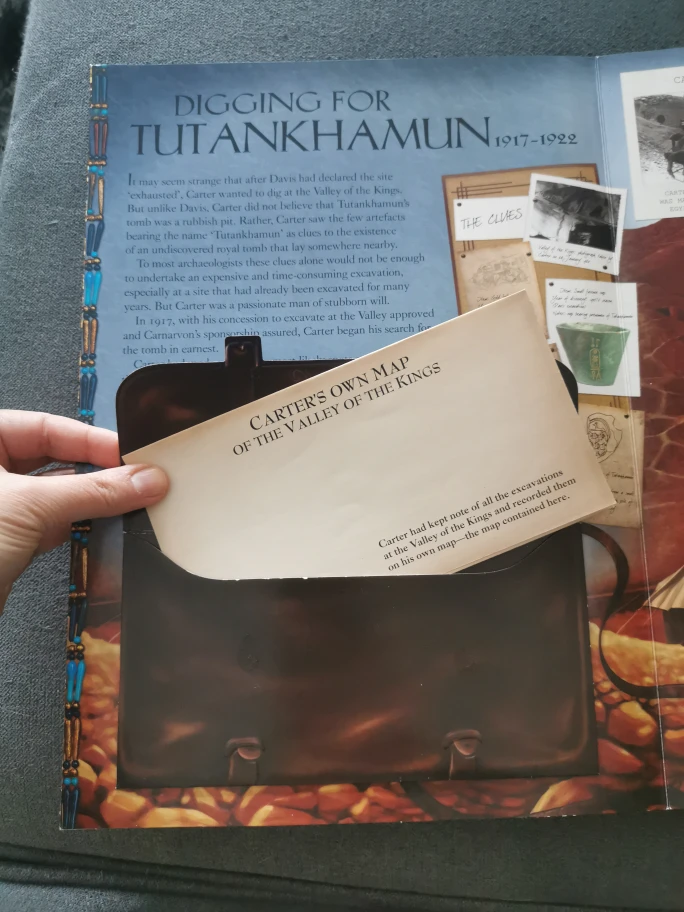 DIGGING FOR
TUTANKHAMUN 1917–1922
It may seem strange that after Davis had declared the site
'exhausted', Carter wanted to dig at the Valley of the Kings.
But unlike Davis, Carter did not believe that Tutankhamun's
tomb was a rubbish pit. Rather, Carter saw the few artefacts
bearing the name 'Tutankhamun' as clues to the existence
of an undiscovered royal tomb that lay somewhere nearby.
To most archaeologists these clues alone would not be enough
to undertake an expensive and time-consuming excavation,
especially at a site that had already been excavated for many
years. But Carter was a passionate man of stubborn will.
In 1917, with his concession to excavate at the Valley approved
and Carnarvon's sponsorship assured, Carter began his search for
the tomb in earnest.
THE CLUES
CARTER'S OWN MAP
OF THE VALLEY OF THE KINGS
Carter had kept note of all the excavations
at the Valley of the Kings and recorded them
on his own map—the map contained here.